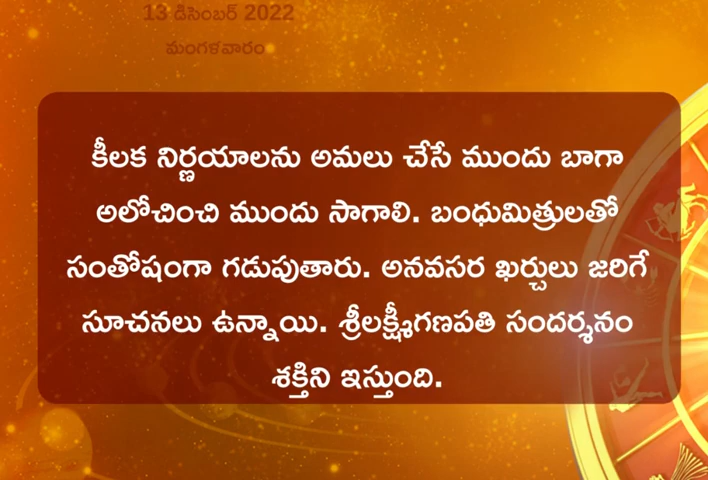 13 డిసెంబర్ 2022
మంగళవారం
కీలక నిర్ణయాలను అమలు చేసే ముందు బాగా
అలోచించి ముందు సాగాలి. బంధుమిత్రులతో
సంతోషంగా గడుపుతారు. అనవసర ఖర్చులు జరిగే
సూచనలు ఉన్నాయి. శ్రీలక్ష్మీగణపతి సందర్శనం
శక్తిని ఇస్తుంది.